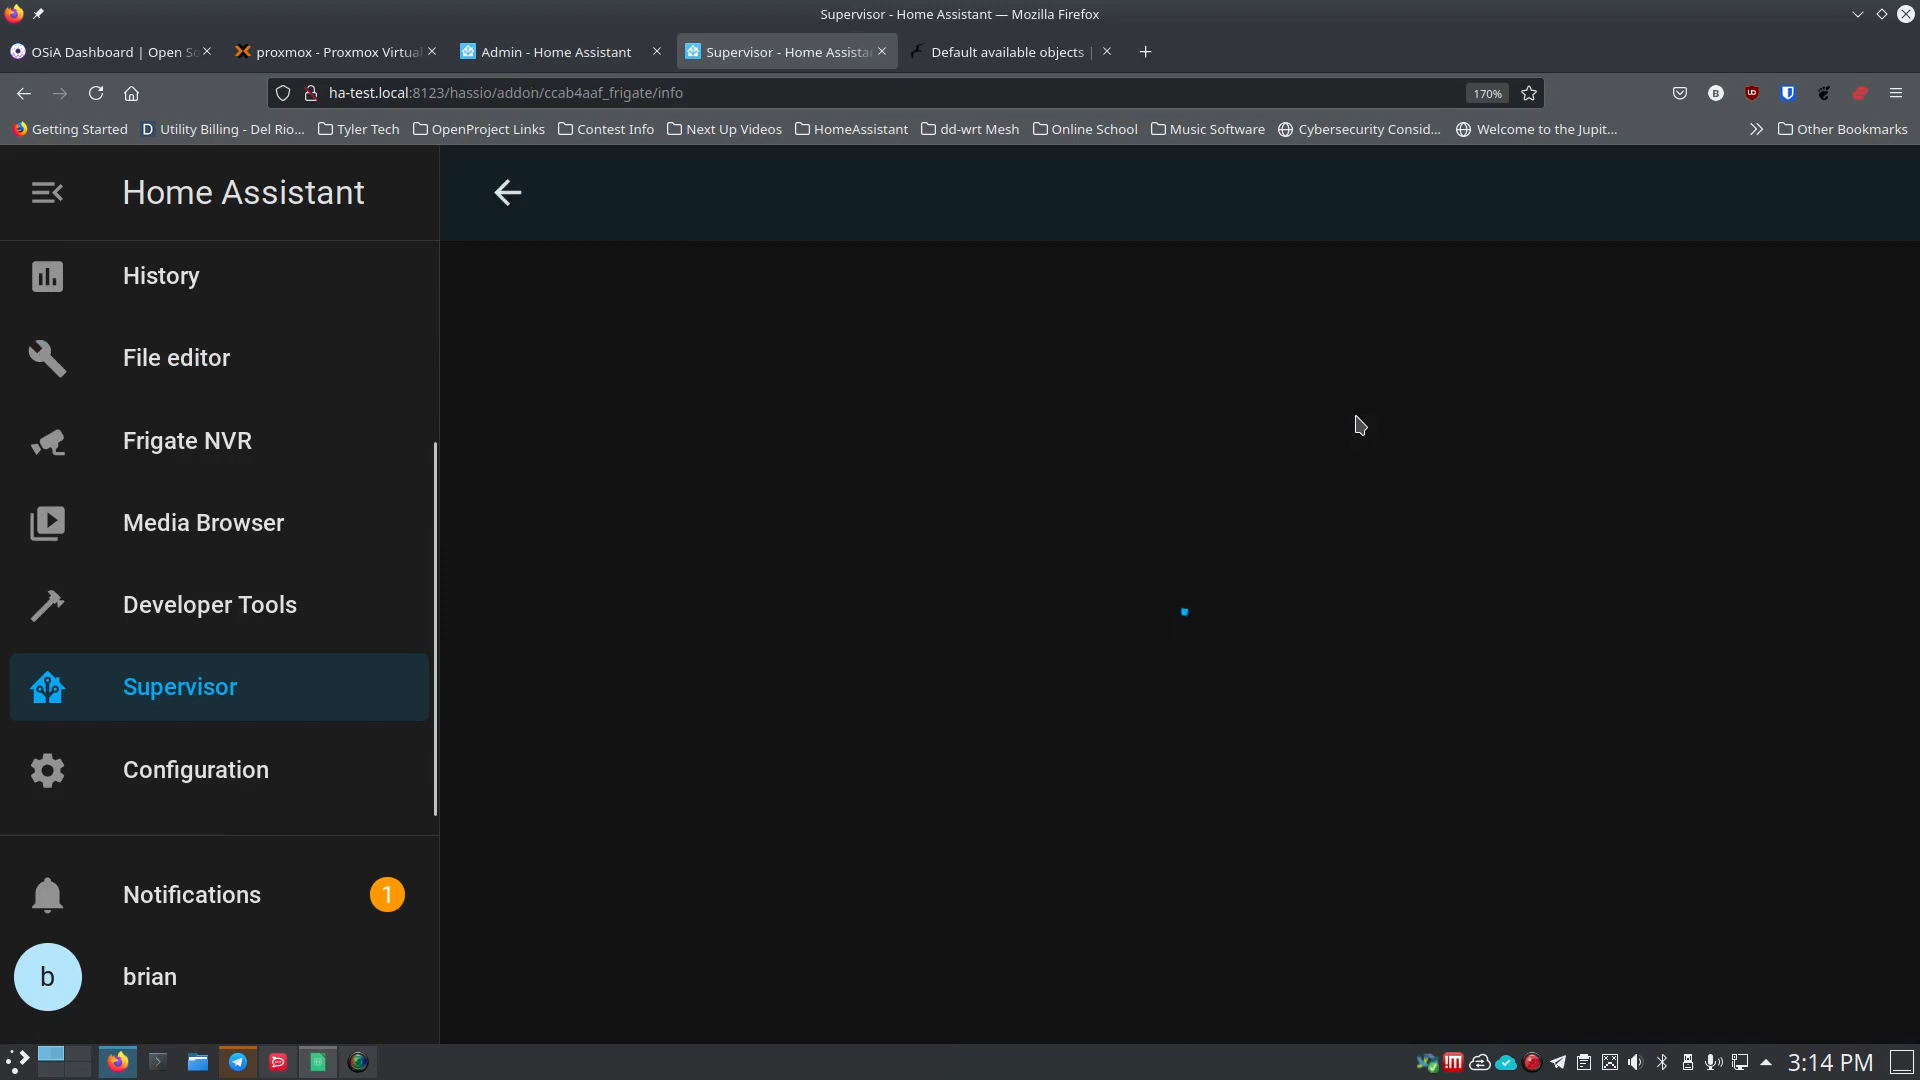 Supervisor - Home Assistant — Mozilla Firefox
OSiA Dashboard | Open S
proxmox - Proxmox Virtual
Admin - Home Assistant
Supervisor - Home Assista
Default available objects |
ha-test.local:8123/hassio/addon/ccab4aaf_frigate/info
170%
Getting Started
Utility Billing - Del Rio...
Tyler Tech
OpenProject Links
Contest Info
Next Up Videos
HomeAssistant
dd-wrt Mesh
Online School
Music Software
Cybersecurity Consid...
Welcome to the Jupit...
Other Bookmarks
Home Assistant
History
File editor
Frigate NVR
Media Browser
Developer Tools
Supervisor
Configuration
Notifications
1
b
brian
3:14 PM